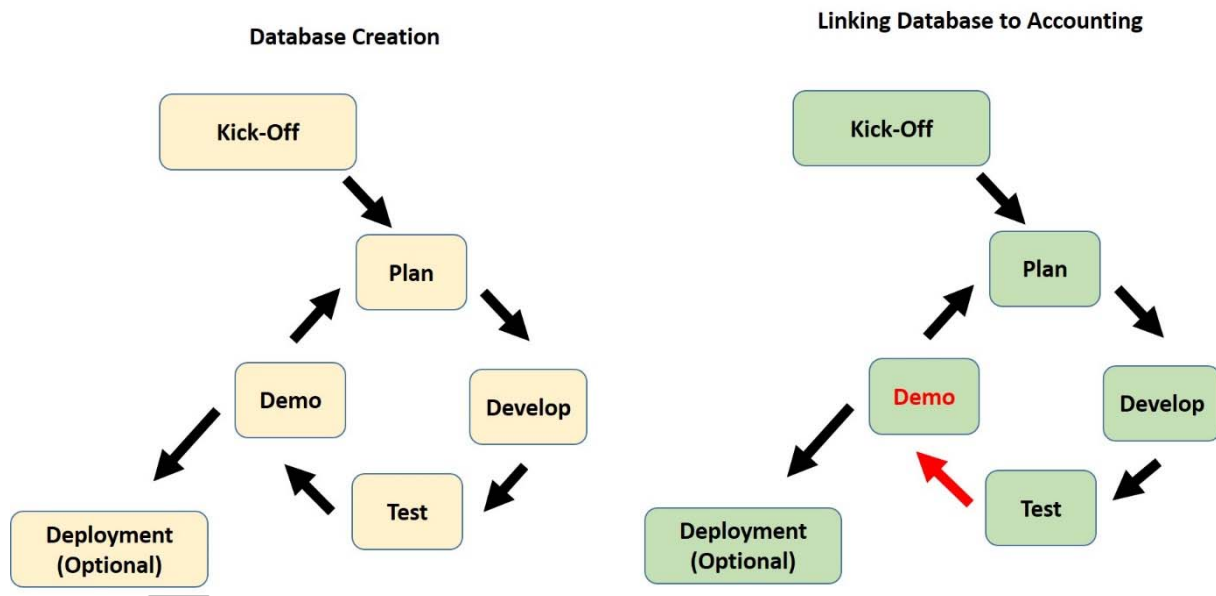 Database Creation
Kick-Off
Plan
Develop
Test
Demo
Deployment
(Optional)
Linking Database to Accounting
Kick-Off
Plan
Develop
Test
Demo
Deployment
(Optional)